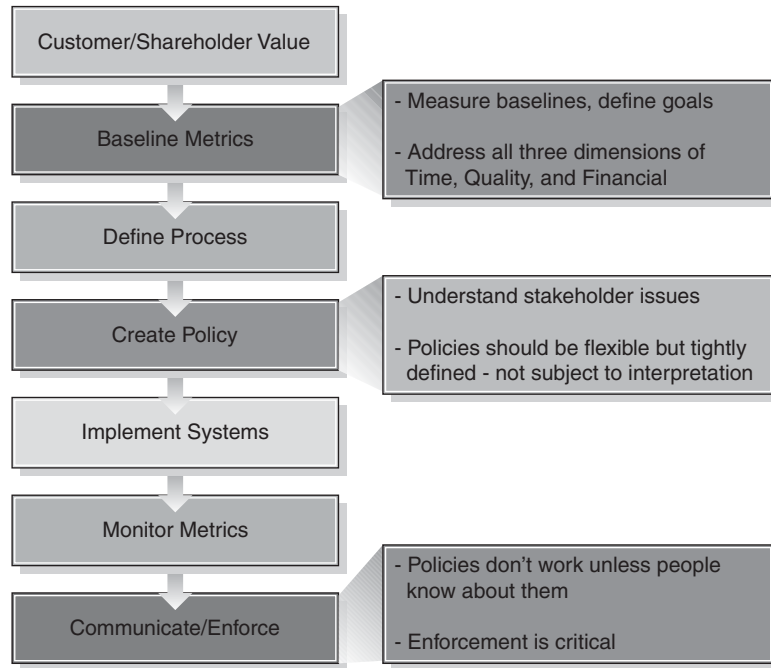 Customer/Shareholder Value
Baseline Metrics
- Measure baselines, define goals
- Address all three dimensions of
Time, Quality, and Financial
Define Process
Create Policy
- Understand stakeholder issues
- Policies should be flexible but tightly
defined - not subject to interpretation
Implement Systems
Monitor Metrics
Communicate/Enforce
- Policies don’t work unless people
know about them
- Enforcement is critical